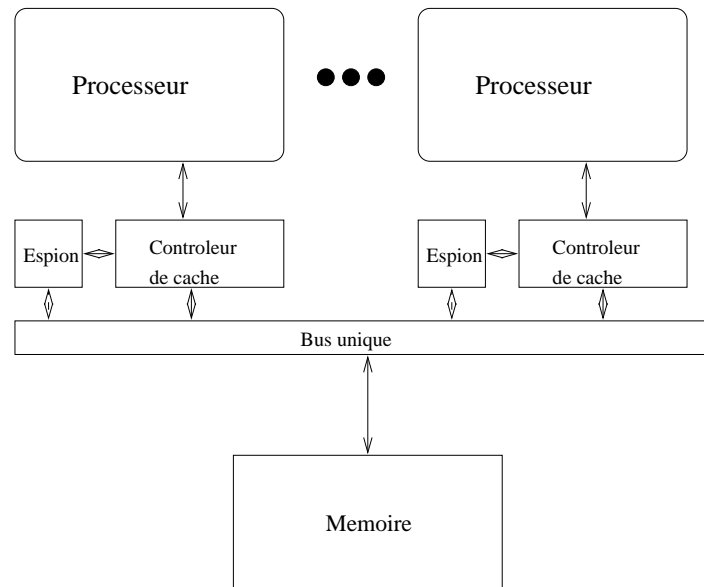 Processeur
Processeur
Espion
Controleur
de cache
Espion
Controleur
de cache
Bus unique
Memoire